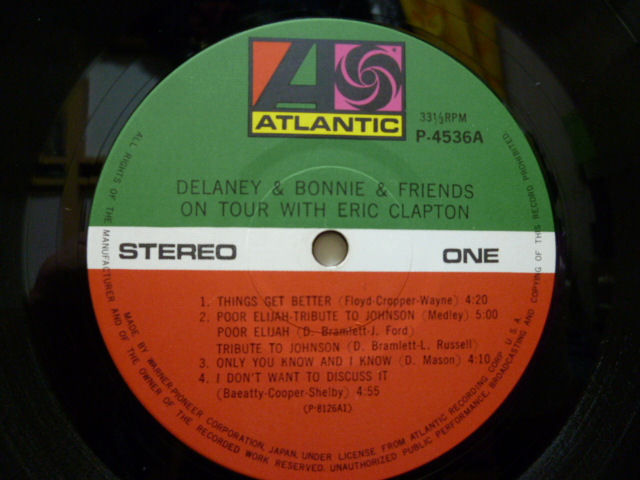 ATLANTIC
33⅓RPM
P-4536A
DELANEY & BONNIE & FRIENDS
ON TOUR WITH ERIC CLAPTON
STEREO
ONE
1. THINGS GET BETTER (Floyd-Cropper-Wayne) 4:20
2. POOR ELIJAH-TRIBUTE TO JOHNSON (Medley) 5:00
POOR ELIJAH (D. Bramlett-J. Ford)
TRIBUTE TO JOHNSON (D. Bramlett-L. Russell)
3. ONLY YOU KNOW AND I KNOW (D. Mason) 4:10
4. I DON'T WANT TO DISCUSS IT
(Baeatty-Cooper-Shelby) 4:55
(P-8126A1)
MADE BY WARNER-PIONEER CORPORATION, JAPAN, UNDER LICENSE FROM ATLANTIC RECORDING CORP. U.S.A.
ALL RIGHTS OF THE MANUFACTURER AND OF THE OWNER OF THE RECORDED WORK RESERVED. UNAUTHORIZED PUBLIC PERFORMANCE, BROADCASTING AND COPYING OF THIS RECORD PROHIBITED.